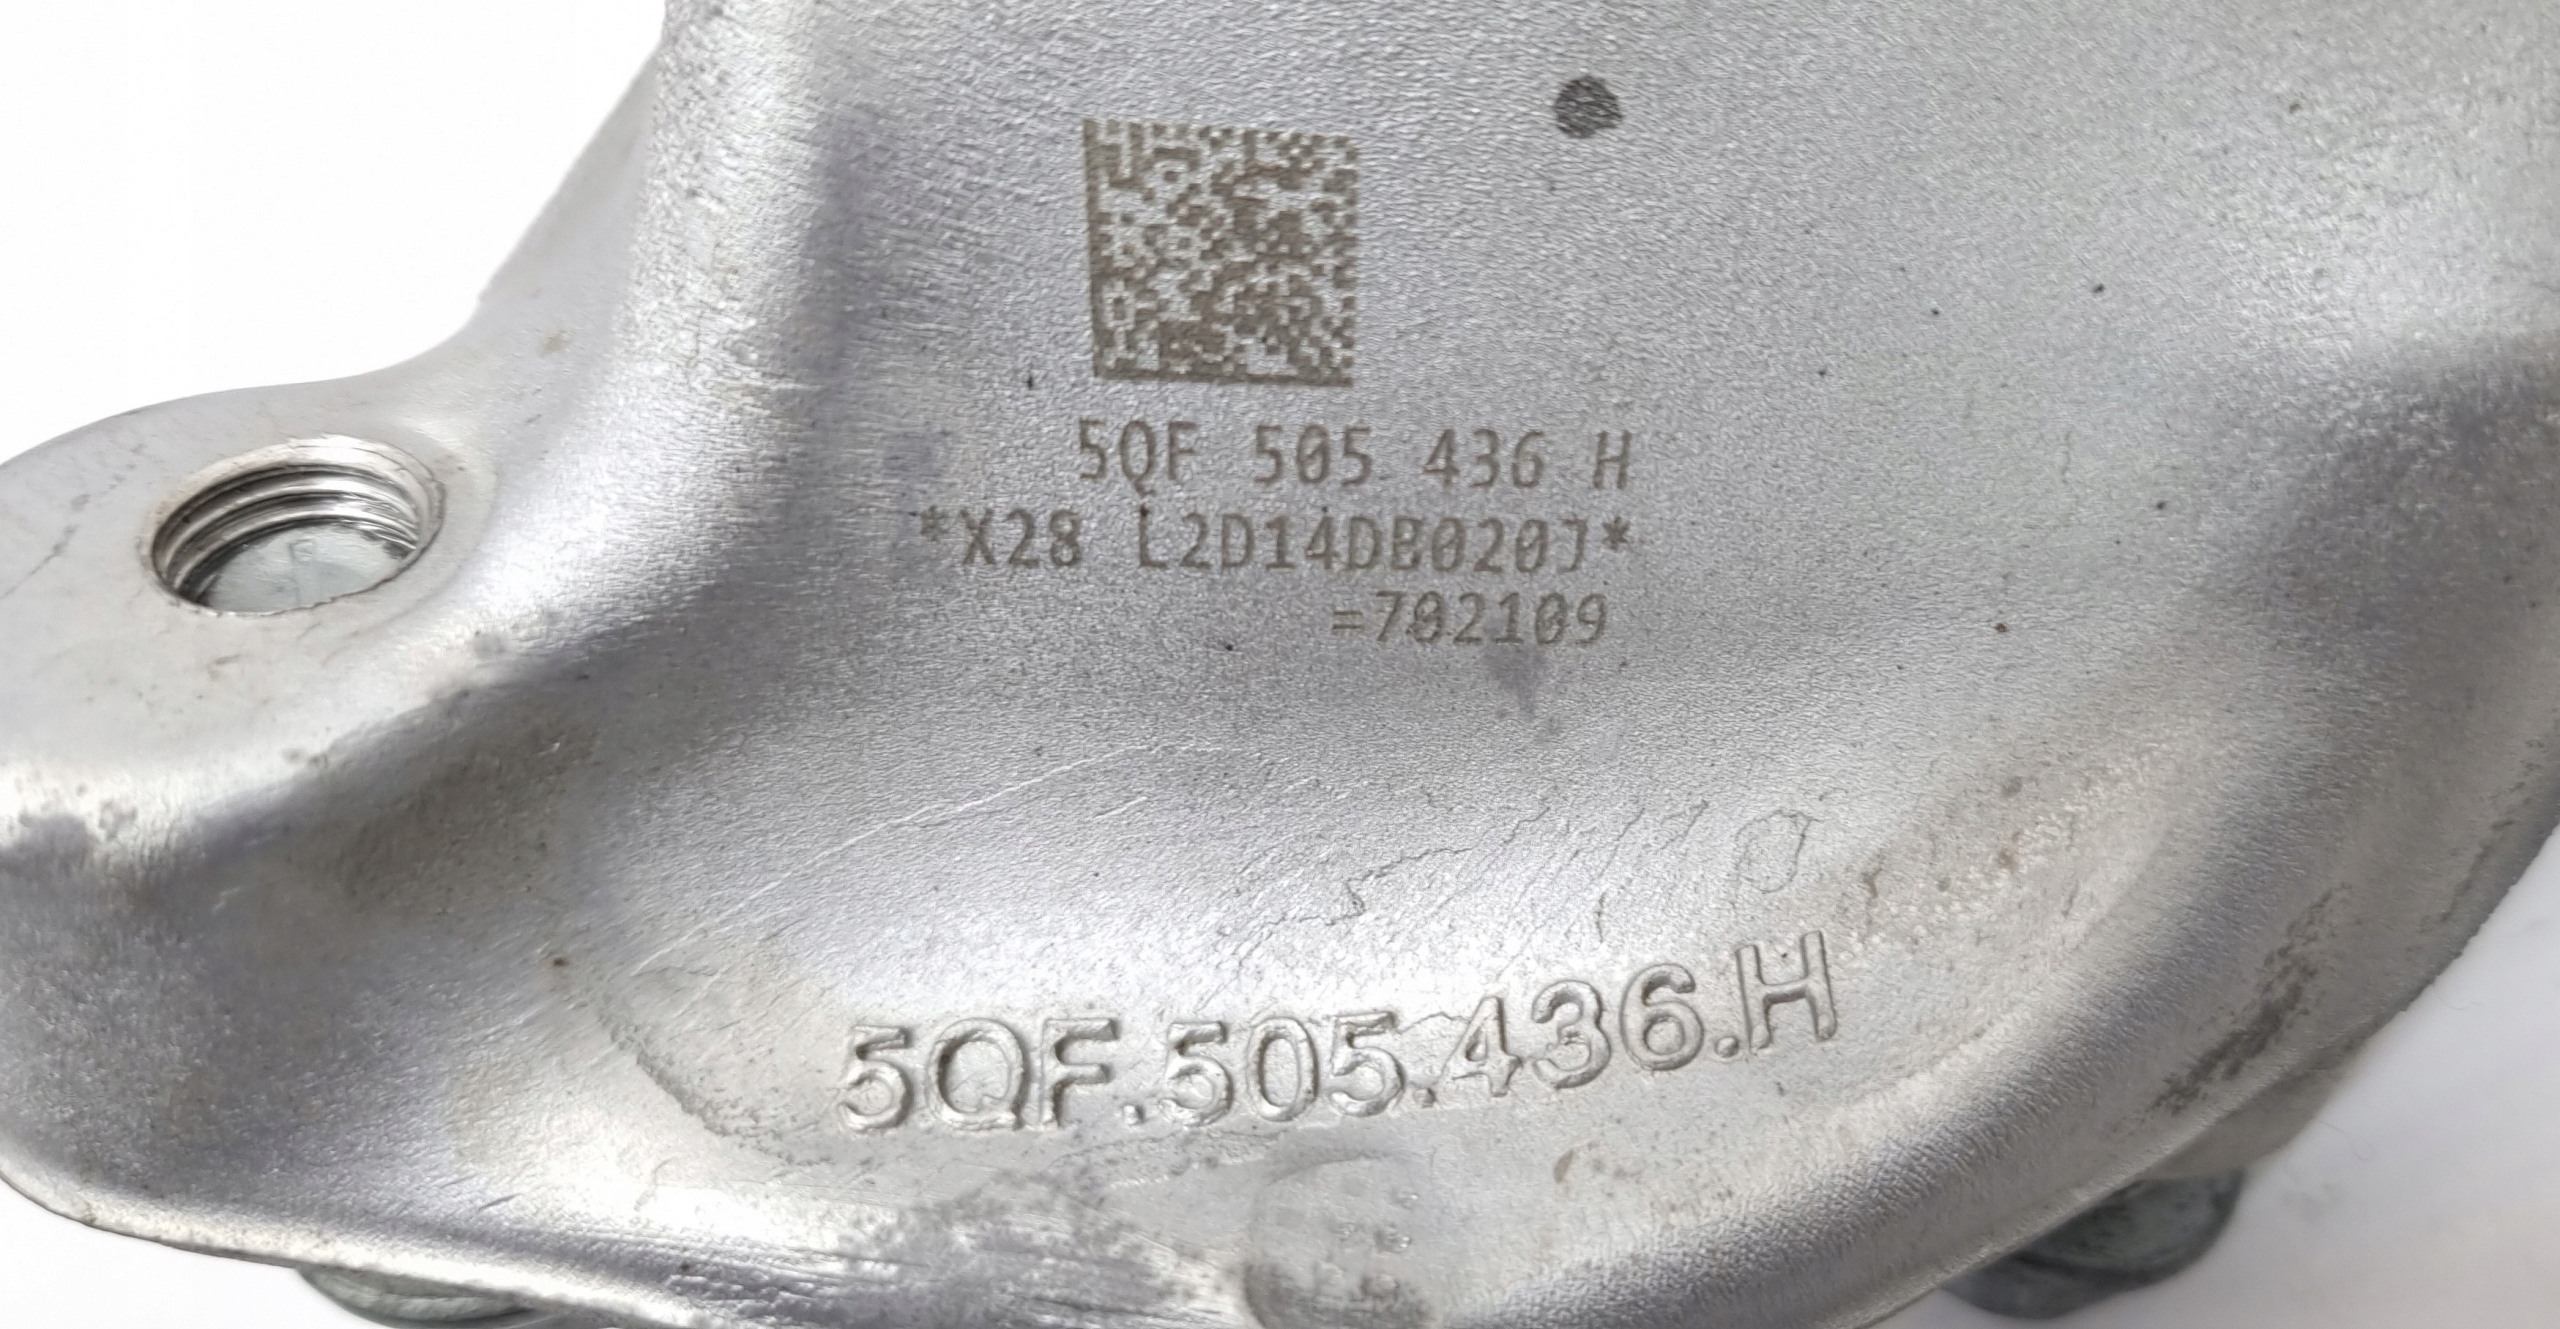 5QF 505 436 H
*X28 L2D14DB020J*
=702109
5QF.505.436.H